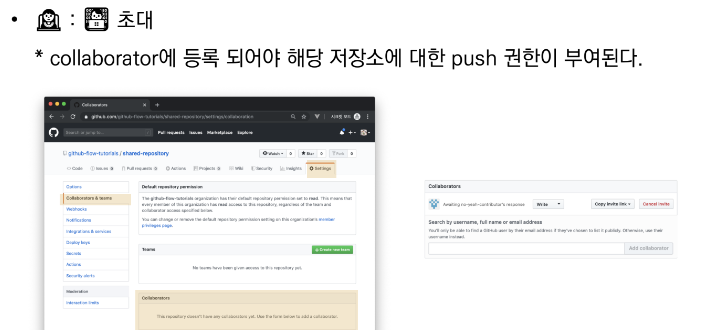 • : 초대
* collaborator에 등록 되어야 해당 저장소에 대한 push 권한이 부여된다.
Collaborators
github-flow-tutorials/shared-repository/settings/collaboration
Search or jump to...
Pull requests Issues Marketplace Explore
github-flow-tutorials / shared-repository
Watch 0 Star 0 Fork 0
Code Issues 0 Pull requests 0 Actions Projects 0 Wiki Security Insights Settings
Options
Collaborators & teams
Webhooks
Notifications
Integrations & services
Deploy keys
Secrets
Actions
Security alerts
Moderation
Interaction limits
Default repository permission
The github-flow-tutorials organization has their default repository permission set to read. This means that
every member of this organization has read access to this repository, regardless of the team and
collaborator access specified below.
You can change or remove the default repository permission setting on this organization's member
privileges page.
Teams
Create new team
No teams have been given access to this repository yet.
Collaborators
This repository doesn't have any collaborators yet. Use the form below to add a collaborator.
Collaborators
Awaiting response Write Copy invite link Cancel invite
Search by username, full name or email address
You'll only be able to find a GitHub user by their email address if they've chosen to list it publicly. Otherwise, use their
username instead.
Add collaborator